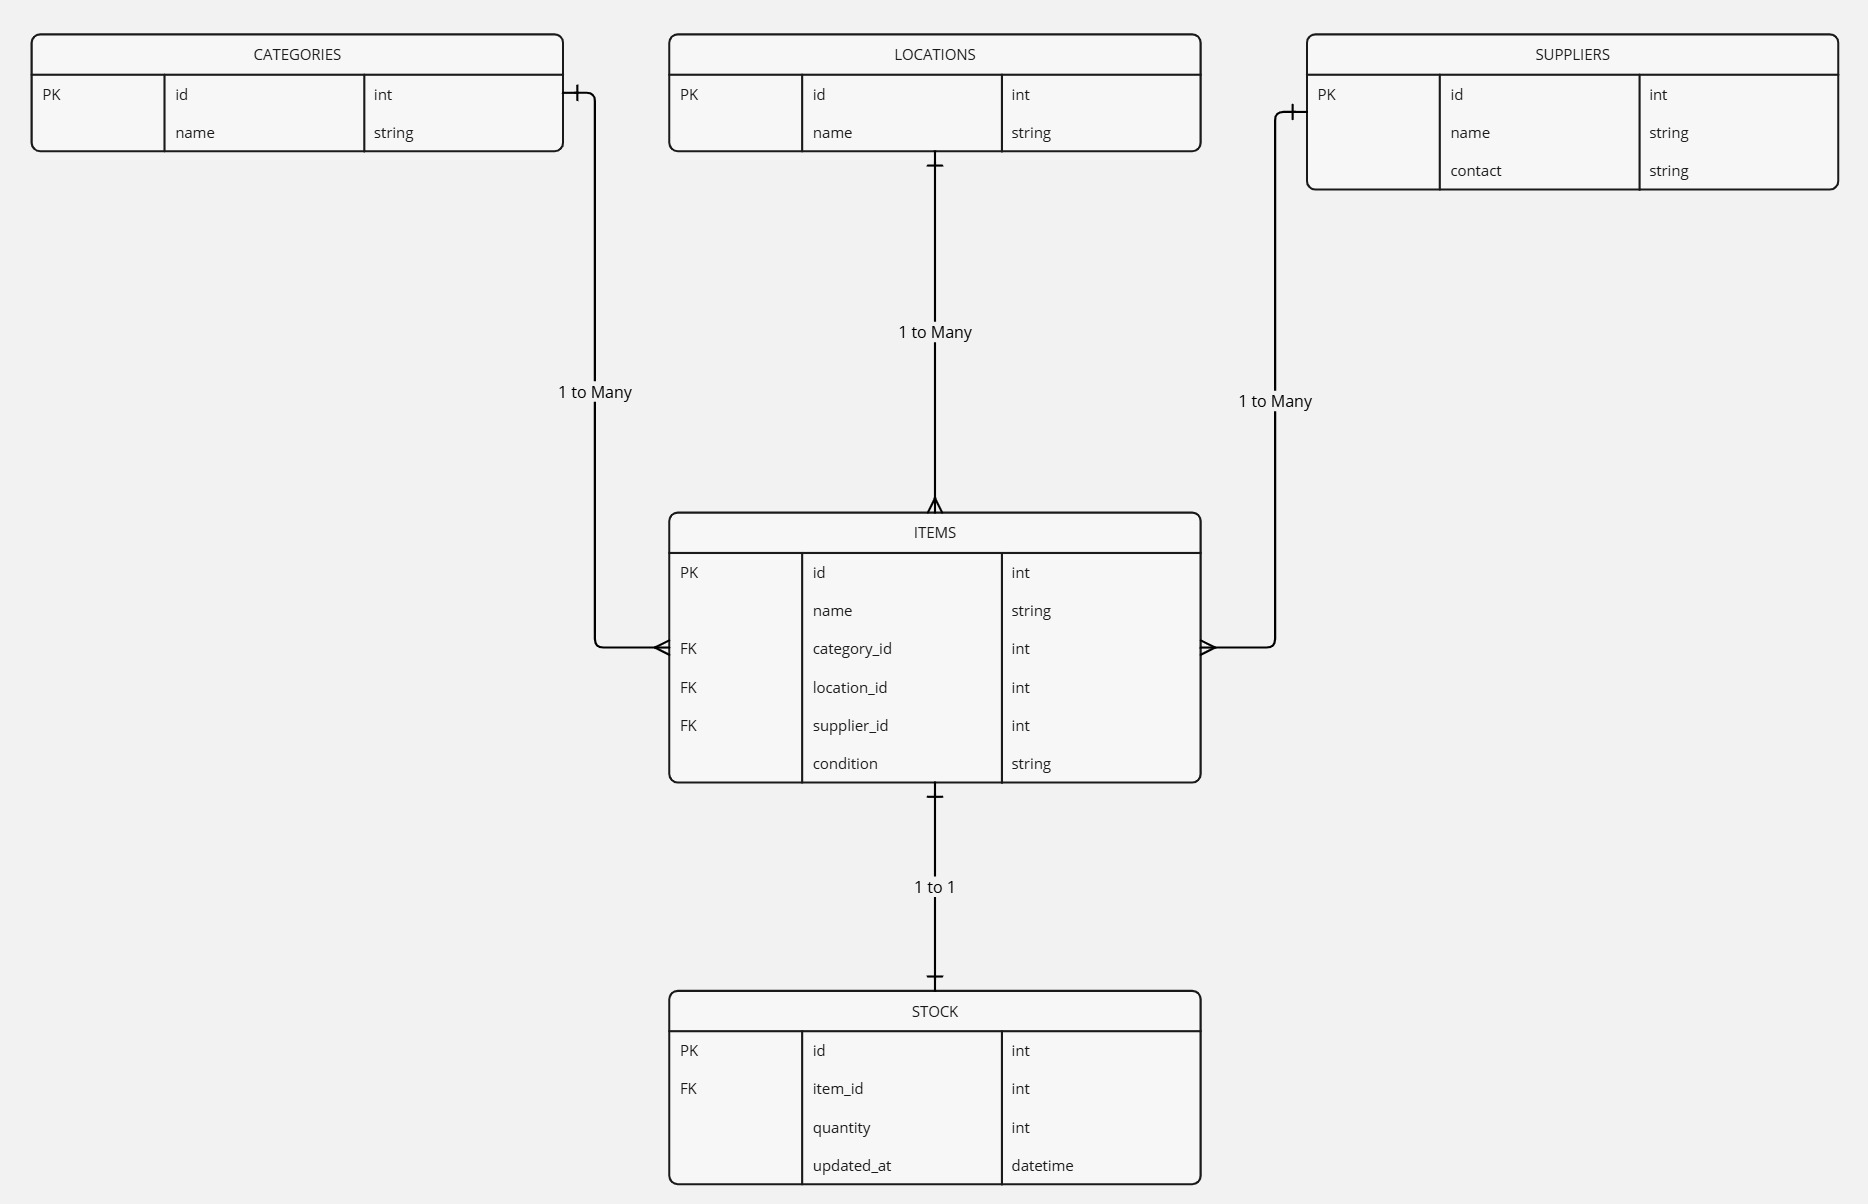 CATEGORIES
PK id int
name string
LOCATIONS
PK id int
name string
SUPPLIERS
PK id int
name string
contact string
1 to Many
1 to Many
1 to Many
ITEMS
PK id int
name string
FK category_id int
FK location_id int
FK supplier_id int
condition string
1 to 1
STOCK
PK id int
FK item_id int
quantity int
updated_at datetime